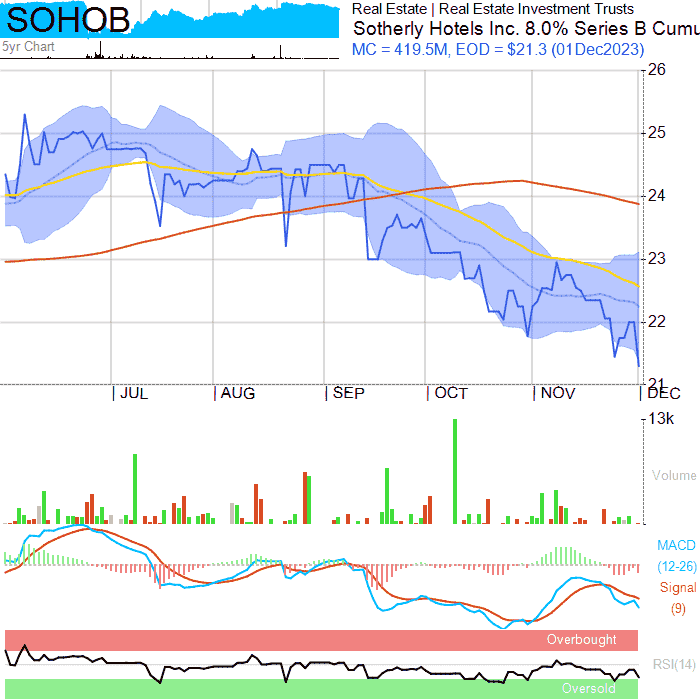 SOHOB
5yr Chart
Real Estate | Real Estate Investment Trusts
Sotherly Hotels Inc. 8.0% Series B Cumu
MC = 419.5M, EOD = $21.3 (01Dec2023)
26
25
24
23
22
21
JUL
AUG
SEP
OCT
NOV
DEC
13k
Volume
MACD
(12-26)
Signal
(9)
Overbought
RSI(14)
Oversold